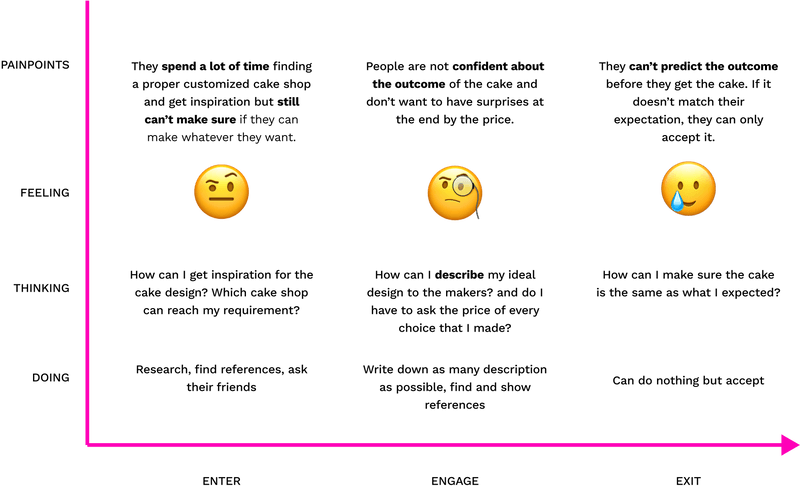 PAINPOINTS
They spend a lot of time finding
a proper customized cake shop
and get inspiration but still
can't make sure if they can
make whatever they want.
People are not confident about
the outcome of the cake and
don't want to have surprises at
the end by the price.
They can't predict the outcome
before they get the cake. If it
doesn't match their
expectation, they can only
accept it.
FEELING
THINKING
How can I get inspiration for the
cake design? Which cake shop
can reach my requirement?
How can I describe my ideal
design to the makers? and do I
have to ask the price of every
choice that I made?
How can I make sure the cake
is the same as what I expected?
DOING
Research, find references, ask
their friends
Write down as many description
as possible, find and show
references
Can do nothing but accept
ENTER
ENGAGE
EXIT